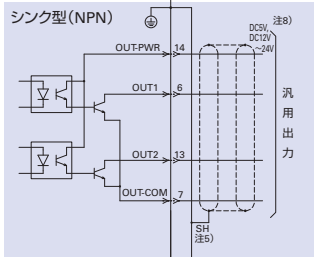 シンク型(NPN)
注8)
DC5V,
DC12V
～24V
OUT-PWR 14
OUT1 6
OUT2 13
OUT-COM 7
汎用出力
SH
注5)